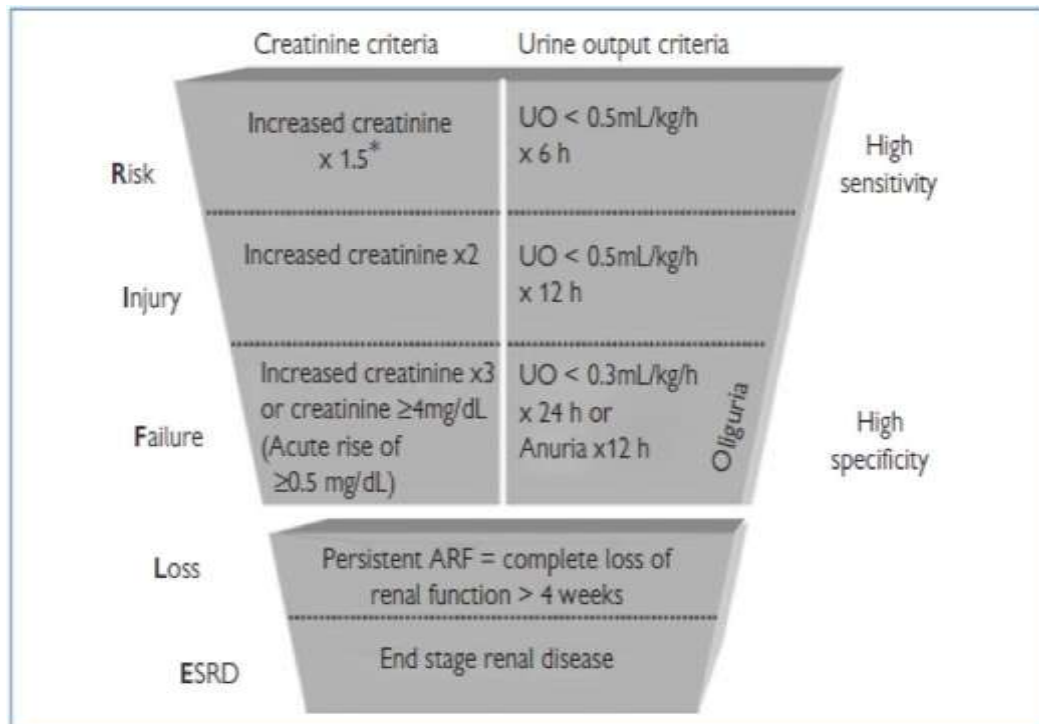 Creatinine criteria
Urine output criteria
Risk
Increased creatinine
x 1.5*
UO < 0.5mL/kg/h
x 6 h
High
sensitivity
Injury
Increased creatinine x2
UO < 0.5mL/kg/h
x 12 h
Failure
Increased creatinine x3
or creatinine ≥4mg/dL
(Acute rise of
≥0.5 mg/dL)
UO < 0.3mL/kg/h
x 24 h or
Anuria x12 h
Oliguria
High
specificity
Loss
Persistent ARF = complete loss of
renal function > 4 weeks
ESRD
End stage renal disease